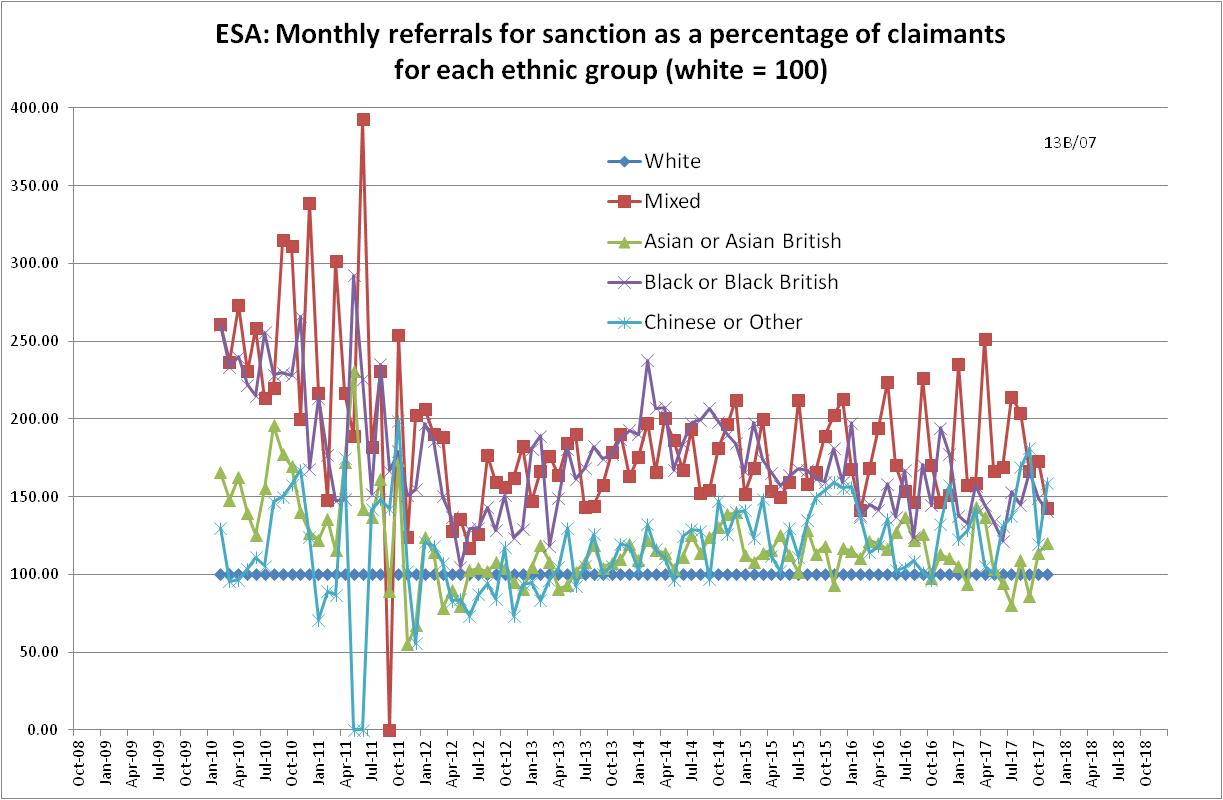 ESA: Monthly referrals for sanction as a percentage of claimants
for each ethnic group (white = 100)
400.00
13B/07
White
350.00
Mixed
Asian or Asian British
300.00
Black or Black British
Chinese or Other
250.00
200.00
150.00
100.00
50.00
0.00
Oct-08
Jan-09
Apr-09
Jul-09
Oct-09
Jan-10
Apr-10
Jul-10
Oct-10
Jan-11
Apr-11
Jul-11
Oct-11
Jan-12
Apr-12
Jul-12
Oct-12
Jan-13
Apr-13
Jul-13
Oct-13
Jan-14
Apr-14
Jul-14
Oct-14
Jan-15
Apr-15
Jul-15
Oct-15
Jan-16
Apr-16
Jul-16
Oct-16
Jan-17
Apr-17
Jul-17
Oct-17
Jan-18
Apr-18
Jul-18
Oct-18